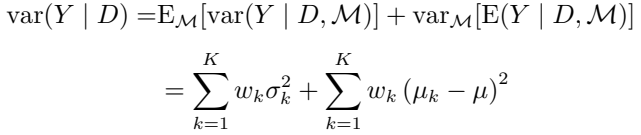 var(Y | D) =E_ℳ[var(Y | D, ℳ)] + var_ℳ[E(Y | D, ℳ)]
= ∑_{k=1}^{K} w_k σ_k^2 + ∑_{k=1}^{K} w_k (μ_k − μ)^2